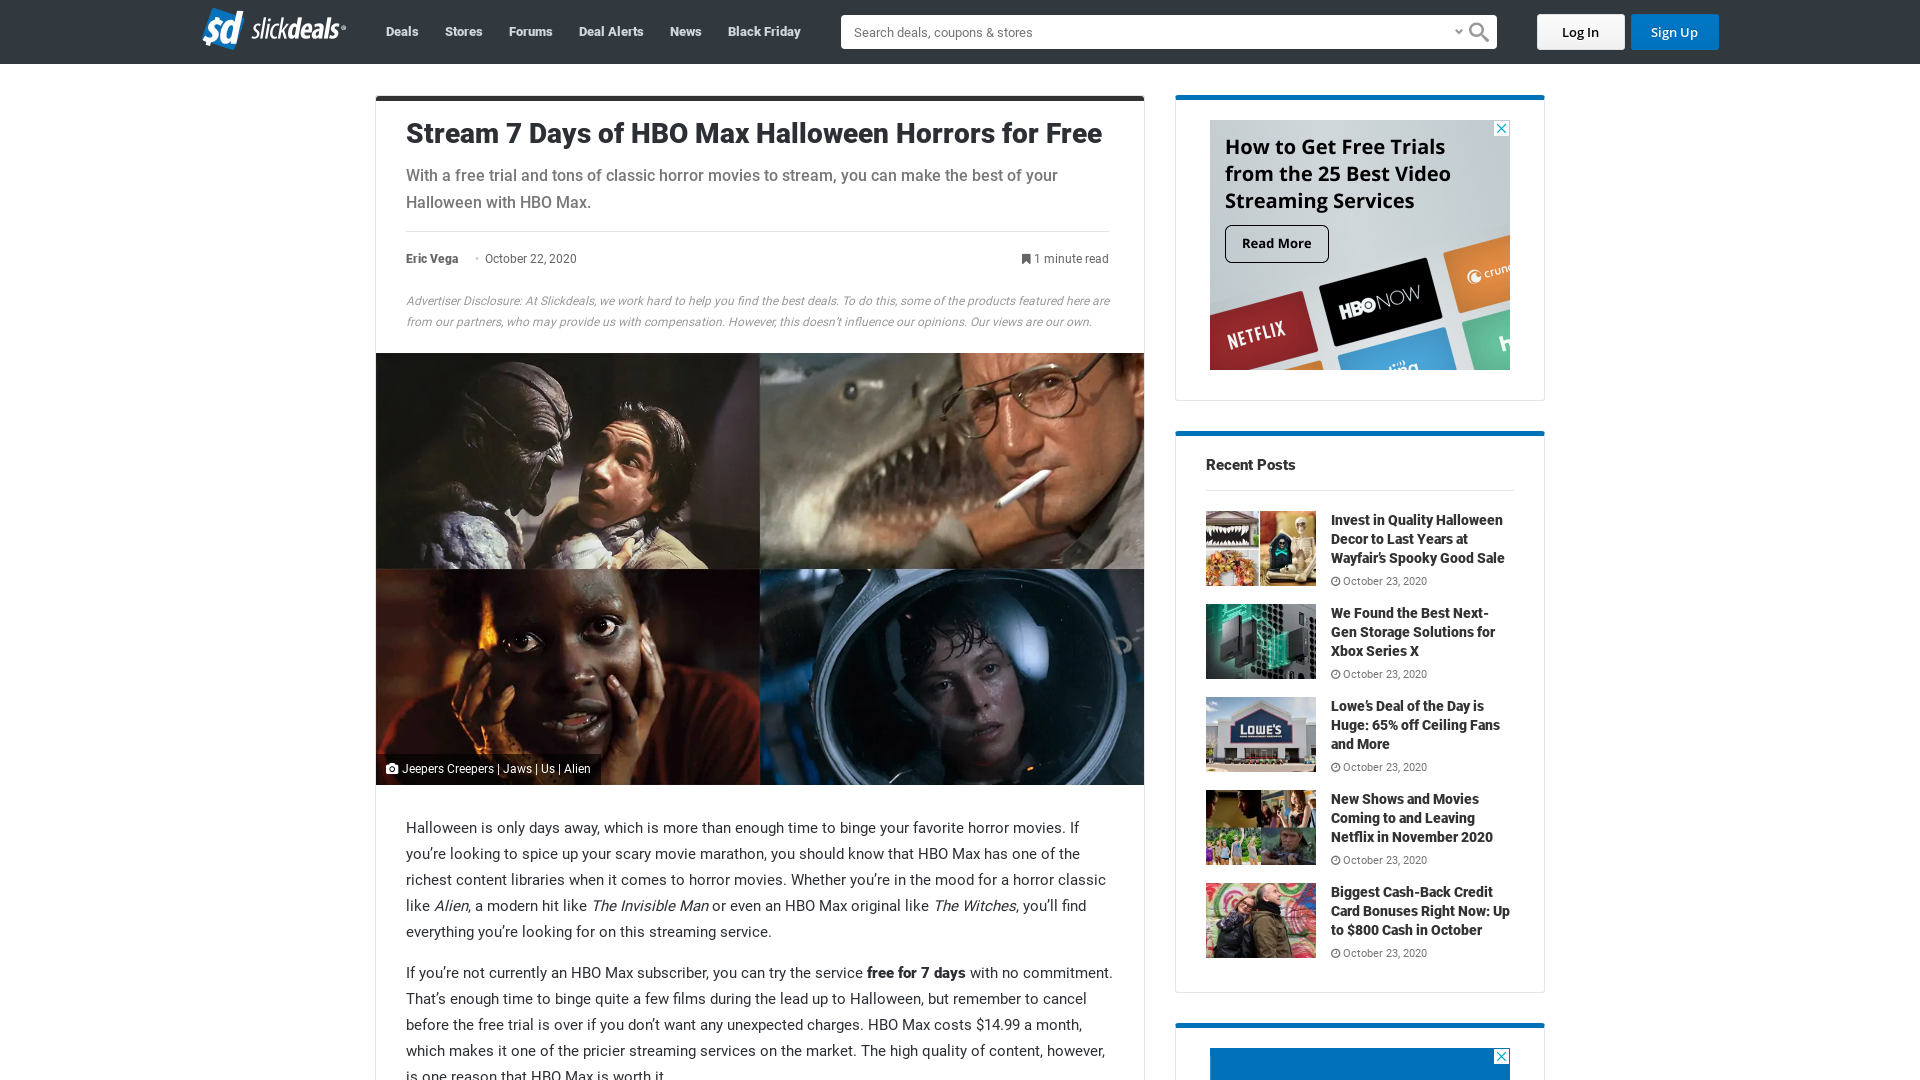 sd slickdeals
Deals
Stores
Forums
Deal Alerts
News
Black Friday
Search deals, coupons & stores
Log In
Sign Up
Stream 7 Days of HBO Max Halloween Horrors for Free
With a free trial and tons of classic horror movies to stream, you can make the best of your
Halloween with HBO Max.
Eric Vega • October 22, 2020
1 minute read
Advertiser Disclosure: At Slickdeals, we work hard to help you find the best deals. To do this, some of the products featured here are
from our partners, who may provide us with compensation. However, this doesn’t influence our opinions. Our views are our own.
Jeepers Creepers | Jaws | Us | Alien
Halloween is only days away, which is more than enough time to binge your favorite horror movies. If
you’re looking to spice up your scary movie marathon, you should know that HBO Max has one of the
richest content libraries when it comes to horror movies. Whether you’re in the mood for a horror classic
like Alien, a modern hit like The Invisible Man or even an HBO Max original like The Witches, you’ll find
everything you’re looking for on this streaming service.
If you’re not currently an HBO Max subscriber, you can try the service free for 7 days with no commitment.
That’s enough time to binge quite a few films during the lead up to Halloween, but remember to cancel
before the free trial is over if you don’t want any unexpected charges. HBO Max costs $14.99 a month,
which makes it one of the pricier streaming services on the market. The high quality of content, however,
is one reason that HBO Max is worth it.
How to Get Free Trials
from the 25 Best Video
Streaming Services
Read More
NETFLIX
HBO NOW
crunc
ling
h
Recent Posts
Invest in Quality Halloween
Decor to Last Years at
Wayfair’s Spooky Good Sale
October 23, 2020
We Found the Best Next-
Gen Storage Solutions for
Xbox Series X
October 23, 2020
LOWE'S
Lowe’s Deal of the Day is
Huge: 65% off Ceiling Fans
and More
October 23, 2020
New Shows and Movies
Coming to and Leaving
Netflix in November 2020
October 23, 2020
Biggest Cash-Back Credit
Card Bonuses Right Now: Up
to $800 Cash in October
October 23, 2020